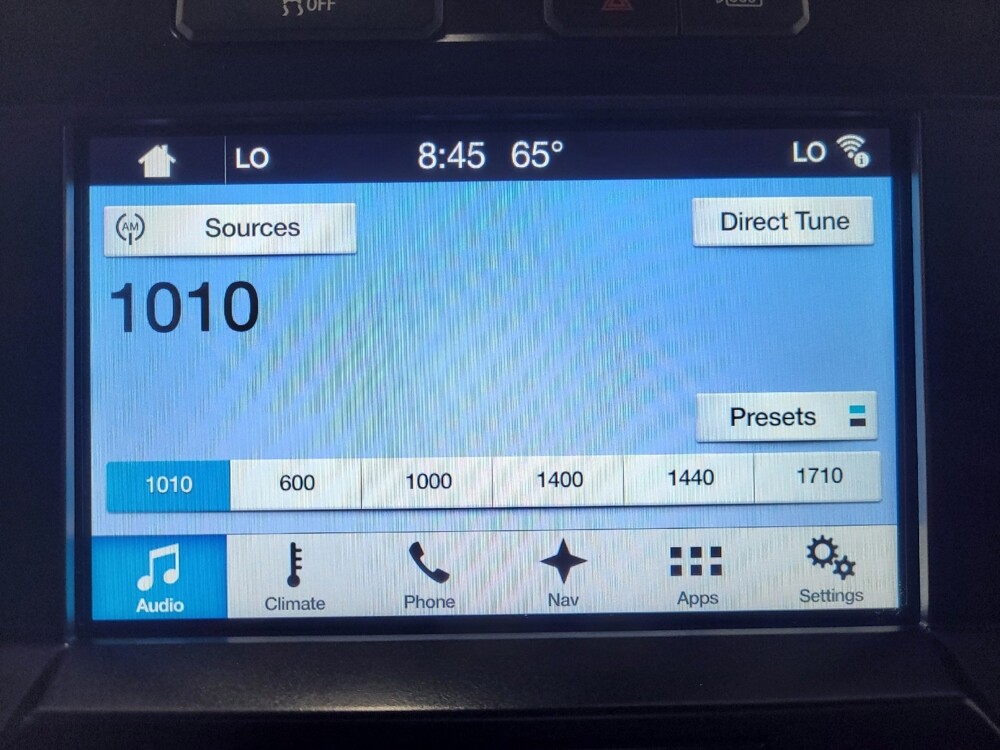 OFF
LO 8:45 65° LO
AM Sources Direct Tune
1010
Presets
1010 600 1000 1400 1440 1710
Audio Climate Phone Nav Apps Settings